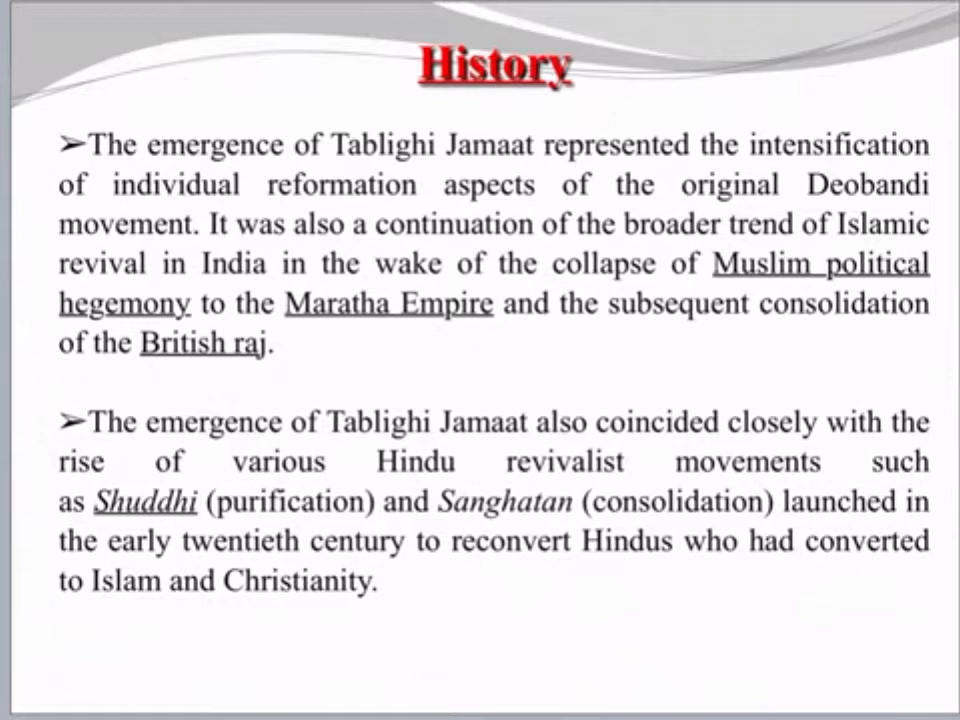 History
➢The emergence of Tablighi Jamaat represented the intensification
of individual reformation aspects of the original Deobandi
movement. It was also a continuation of the broader trend of Islamic
revival in India in the wake of the collapse of Muslim political
hegemony to the Maratha Empire and the subsequent consolidation
of the British raj.
➢The emergence of Tablighi Jamaat also coincided closely with the
rise of various Hindu revivalist movements such
as Shuddhi (purification) and Sanghatan (consolidation) launched in
the early twentieth century to reconvert Hindus who had converted
to Islam and Christianity.